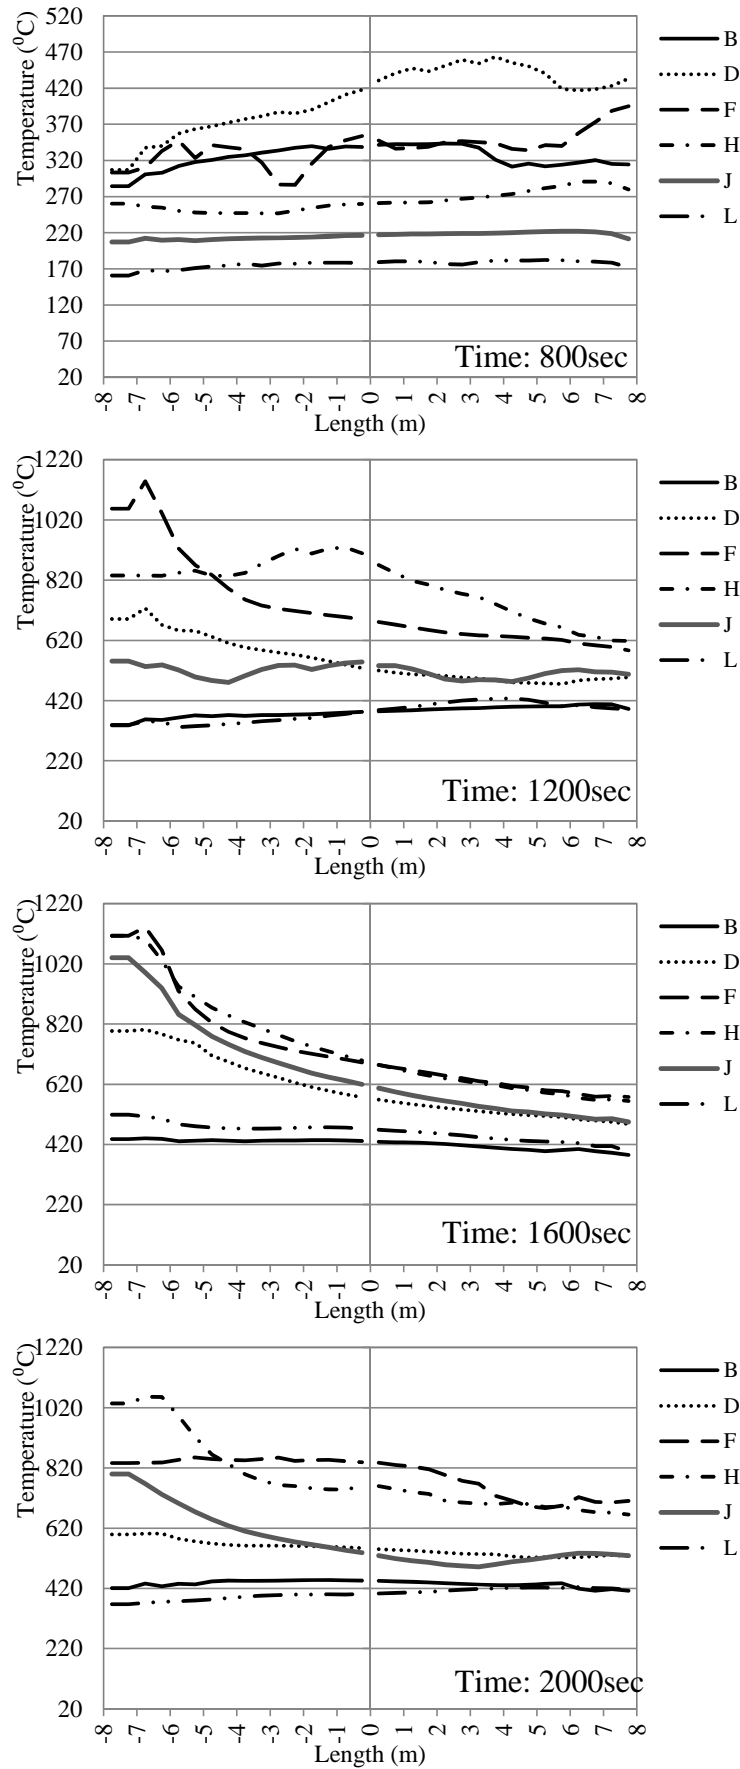 Temperature (⁰C)
520
470
420
370
320
270
220
170
120
70
20
-8
-7
-6
-5
-4
-3
-2
-1
0
1
2
3
4
5
6
7
8
Length (m)
Time: 800sec
B
D
F
H
J
L
Temperature (⁰C)
1220
1020
820
620
420
220
20
-8
-7
-6
-5
-4
-3
-2
-1
0
1
2
3
4
5
6
7
8
Length (m)
Time: 1200sec
B
D
F
H
J
L
Temperature (⁰C)
1220
1020
820
620
420
220
20
-8
-7
-6
-5
-4
-3
-2
-1
0
1
2
3
4
5
6
7
8
Length (m)
Time: 1600sec
B
D
F
H
J
L
Temperature (⁰C)
1220
1020
820
620
420
220
20
-8
-7
-6
-5
-4
-3
-2
-1
0
1
2
3
4
5
6
7
8
Length (m)
Time: 2000sec
B
D
F
H
J
L